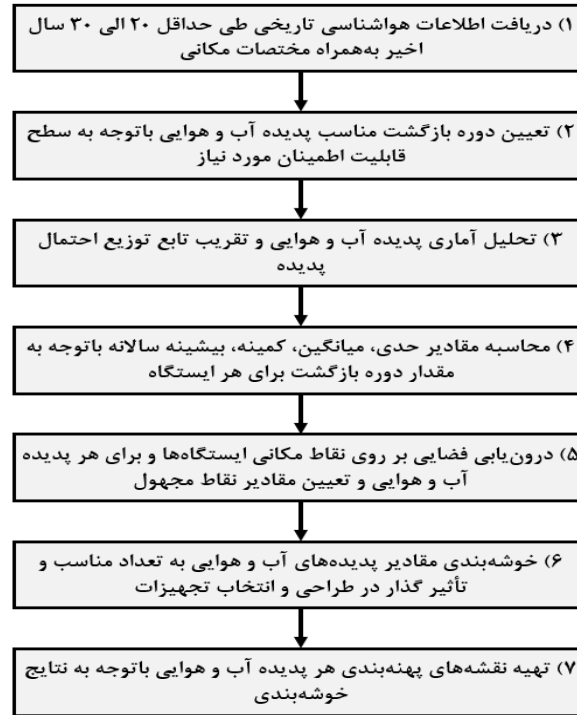 ۱) دریافت اطلاعات هواشناسی تاریخی طی حداقل ۲۰ الی ۳۰ سال
اخیر به‌همراه مختصات مکانی
۲) تعیین دوره بازگشت مناسب پدیده آب و هوایی باتوجه به سطح
قابلیت اطمینان مورد نیاز
۳) تحلیل آماری پدیده آب و هوایی و تقریب تابع توزیع احتمال
پدیده
۴) محاسبه مقادیر حدی، میانگین، کمینه، بیشینه سالانه باتوجه به
مقدار دوره بازگشت برای هر ایستگاه
۵) درون‌یابی فضایی بر روی نقاط مکانی ایستگاه‌ها و برای هر پدیده
آب و هوایی و تعیین مقادیر نقاط مجهول
۶) خوشه‌بندی مقادیر پدیده‌های آب و هوایی به تعداد مناسب و
تأثیر گذار در طراحی و انتخاب تجهیزات
۷) تهیه نقشه‌های پهنه‌بندی هر پدیده آب و هوایی باتوجه به نتایج
خوشه‌بندی